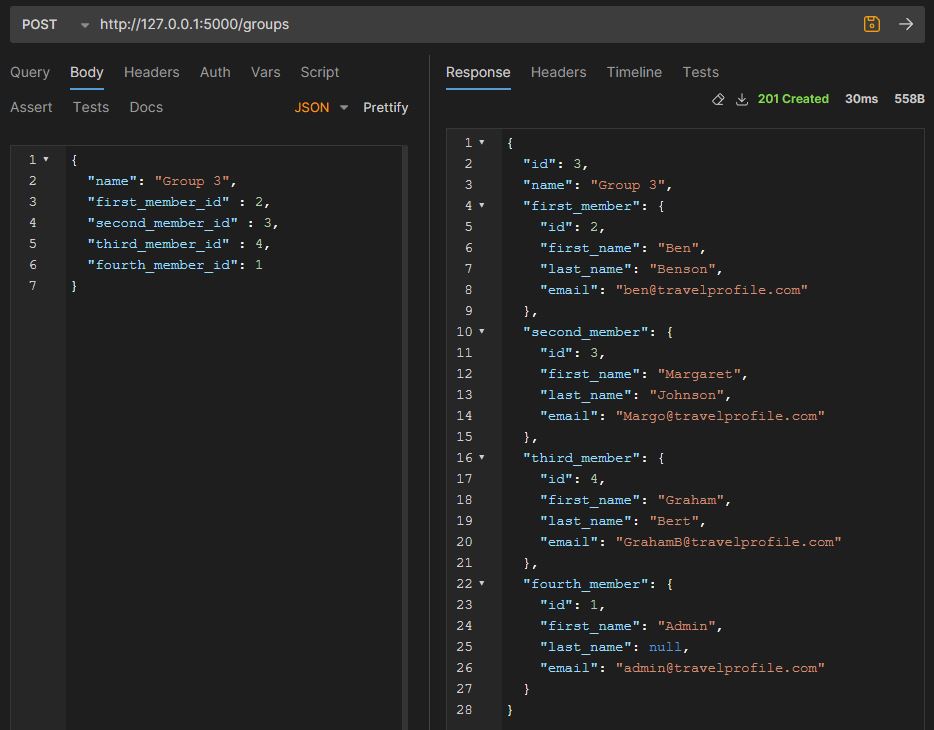 POST http://127.0.0.1:5000/groups
Query Body Headers Auth Vars Script
Assert Tests Docs JSON Prettify
1 {
2 "name": "Group 3",
3 "first_member_id" : 2,
4 "second_member_id" : 3,
5 "third_member_id" : 4,
6 "fourth_member_id": 1
7 }
Response Headers Timeline Tests
201 Created 30ms 558B
1 {
2 "id": 3,
3 "name": "Group 3",
4 "first_member": {
5 "id": 2,
6 "first_name": "Ben",
7 "last_name": "Benson",
8 "email": "ben@travelprofile.com"
9 },
10 "second_member": {
11 "id": 3,
12 "first_name": "Margaret",
13 "last_name": "Johnson",
14 "email": "Margo@travelprofile.com"
15 },
16 "third_member": {
17 "id": 4,
18 "first_name": "Graham",
19 "last_name": "Bert",
20 "email": "GrahamB@travelprofile.com"
21 },
22 "fourth_member": {
23 "id": 1,
24 "first_name": "Admin",
25 "last_name": null,
26 "email": "admin@travelprofile.com"
27 }
28 }